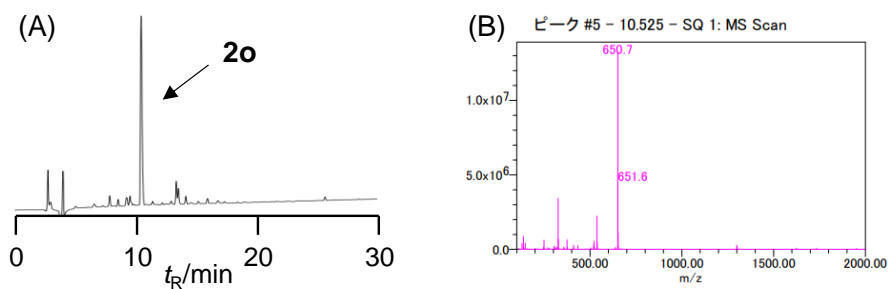 (A)
2o
0
10
20
30
tR/min
(B)
ピーク #5 - 10.525 - SQ 1: MS Scan
650.7
1.0x10⁷
651.6
5.0x10⁶
0.0
500.00
1000.00
1500.00
2000.00
m/z